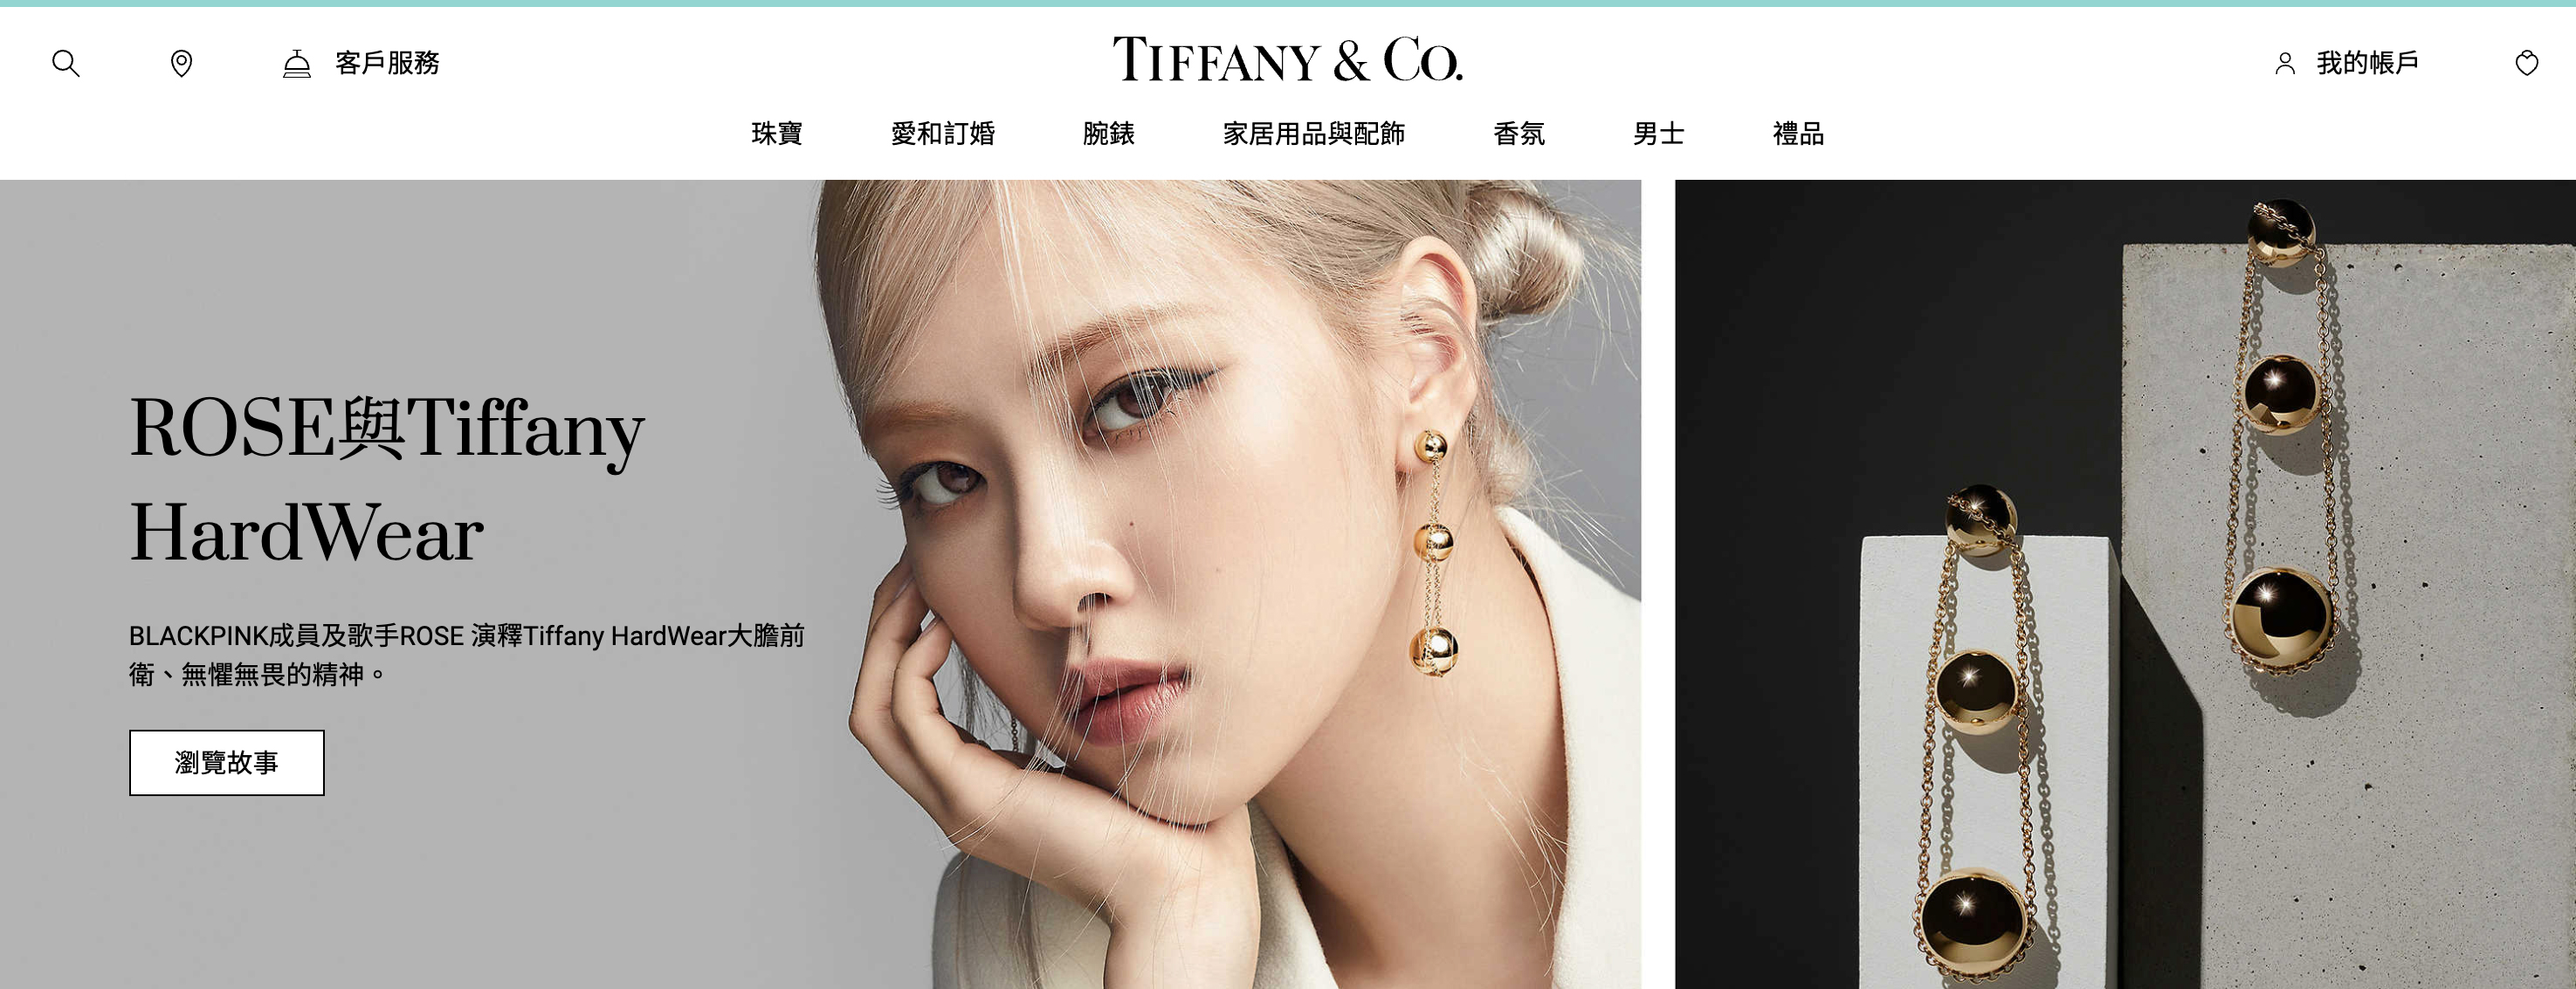 客戶服務
TIFFANY & CO.
我的帳戶
珠寶
愛和訂婚
腕錶
家居用品與配飾
香氛
男士
禮品
ROSE與Tiffany
HardWear
BLACKPINK成員及歌手ROSE 演釋Tiffany HardWear大膽前
衛、無懼無畏的精神。
瀏覽故事